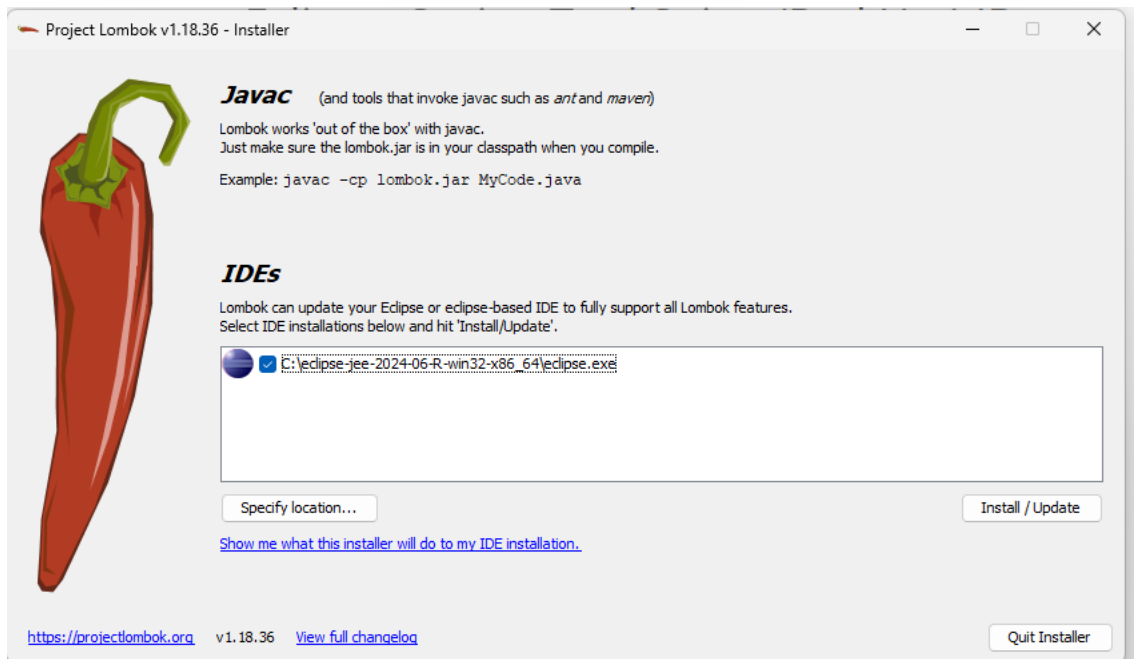 Project Lombok v1.18.36 - Installer
Javac (and tools that invoke javac such as ant and maven)
Lombok works 'out of the box' with javac.
Just make sure the lombok.jar is in your classpath when you compile.
Example: javac -cp lombok.jar MyCode.java
IDEs
Lombok can update your Eclipse or eclipse-based IDE to fully support all Lombok features.
Select IDE installations below and hit 'Install/Update'.
C:\eclipse-jee-2024-06-R-win32-x86_64\eclipse.exe
Specify location... Install / Update
Show me what this installer will do to my IDE installation.
https://projectlombok.org v1.18.36 View full changelog Quit Installer